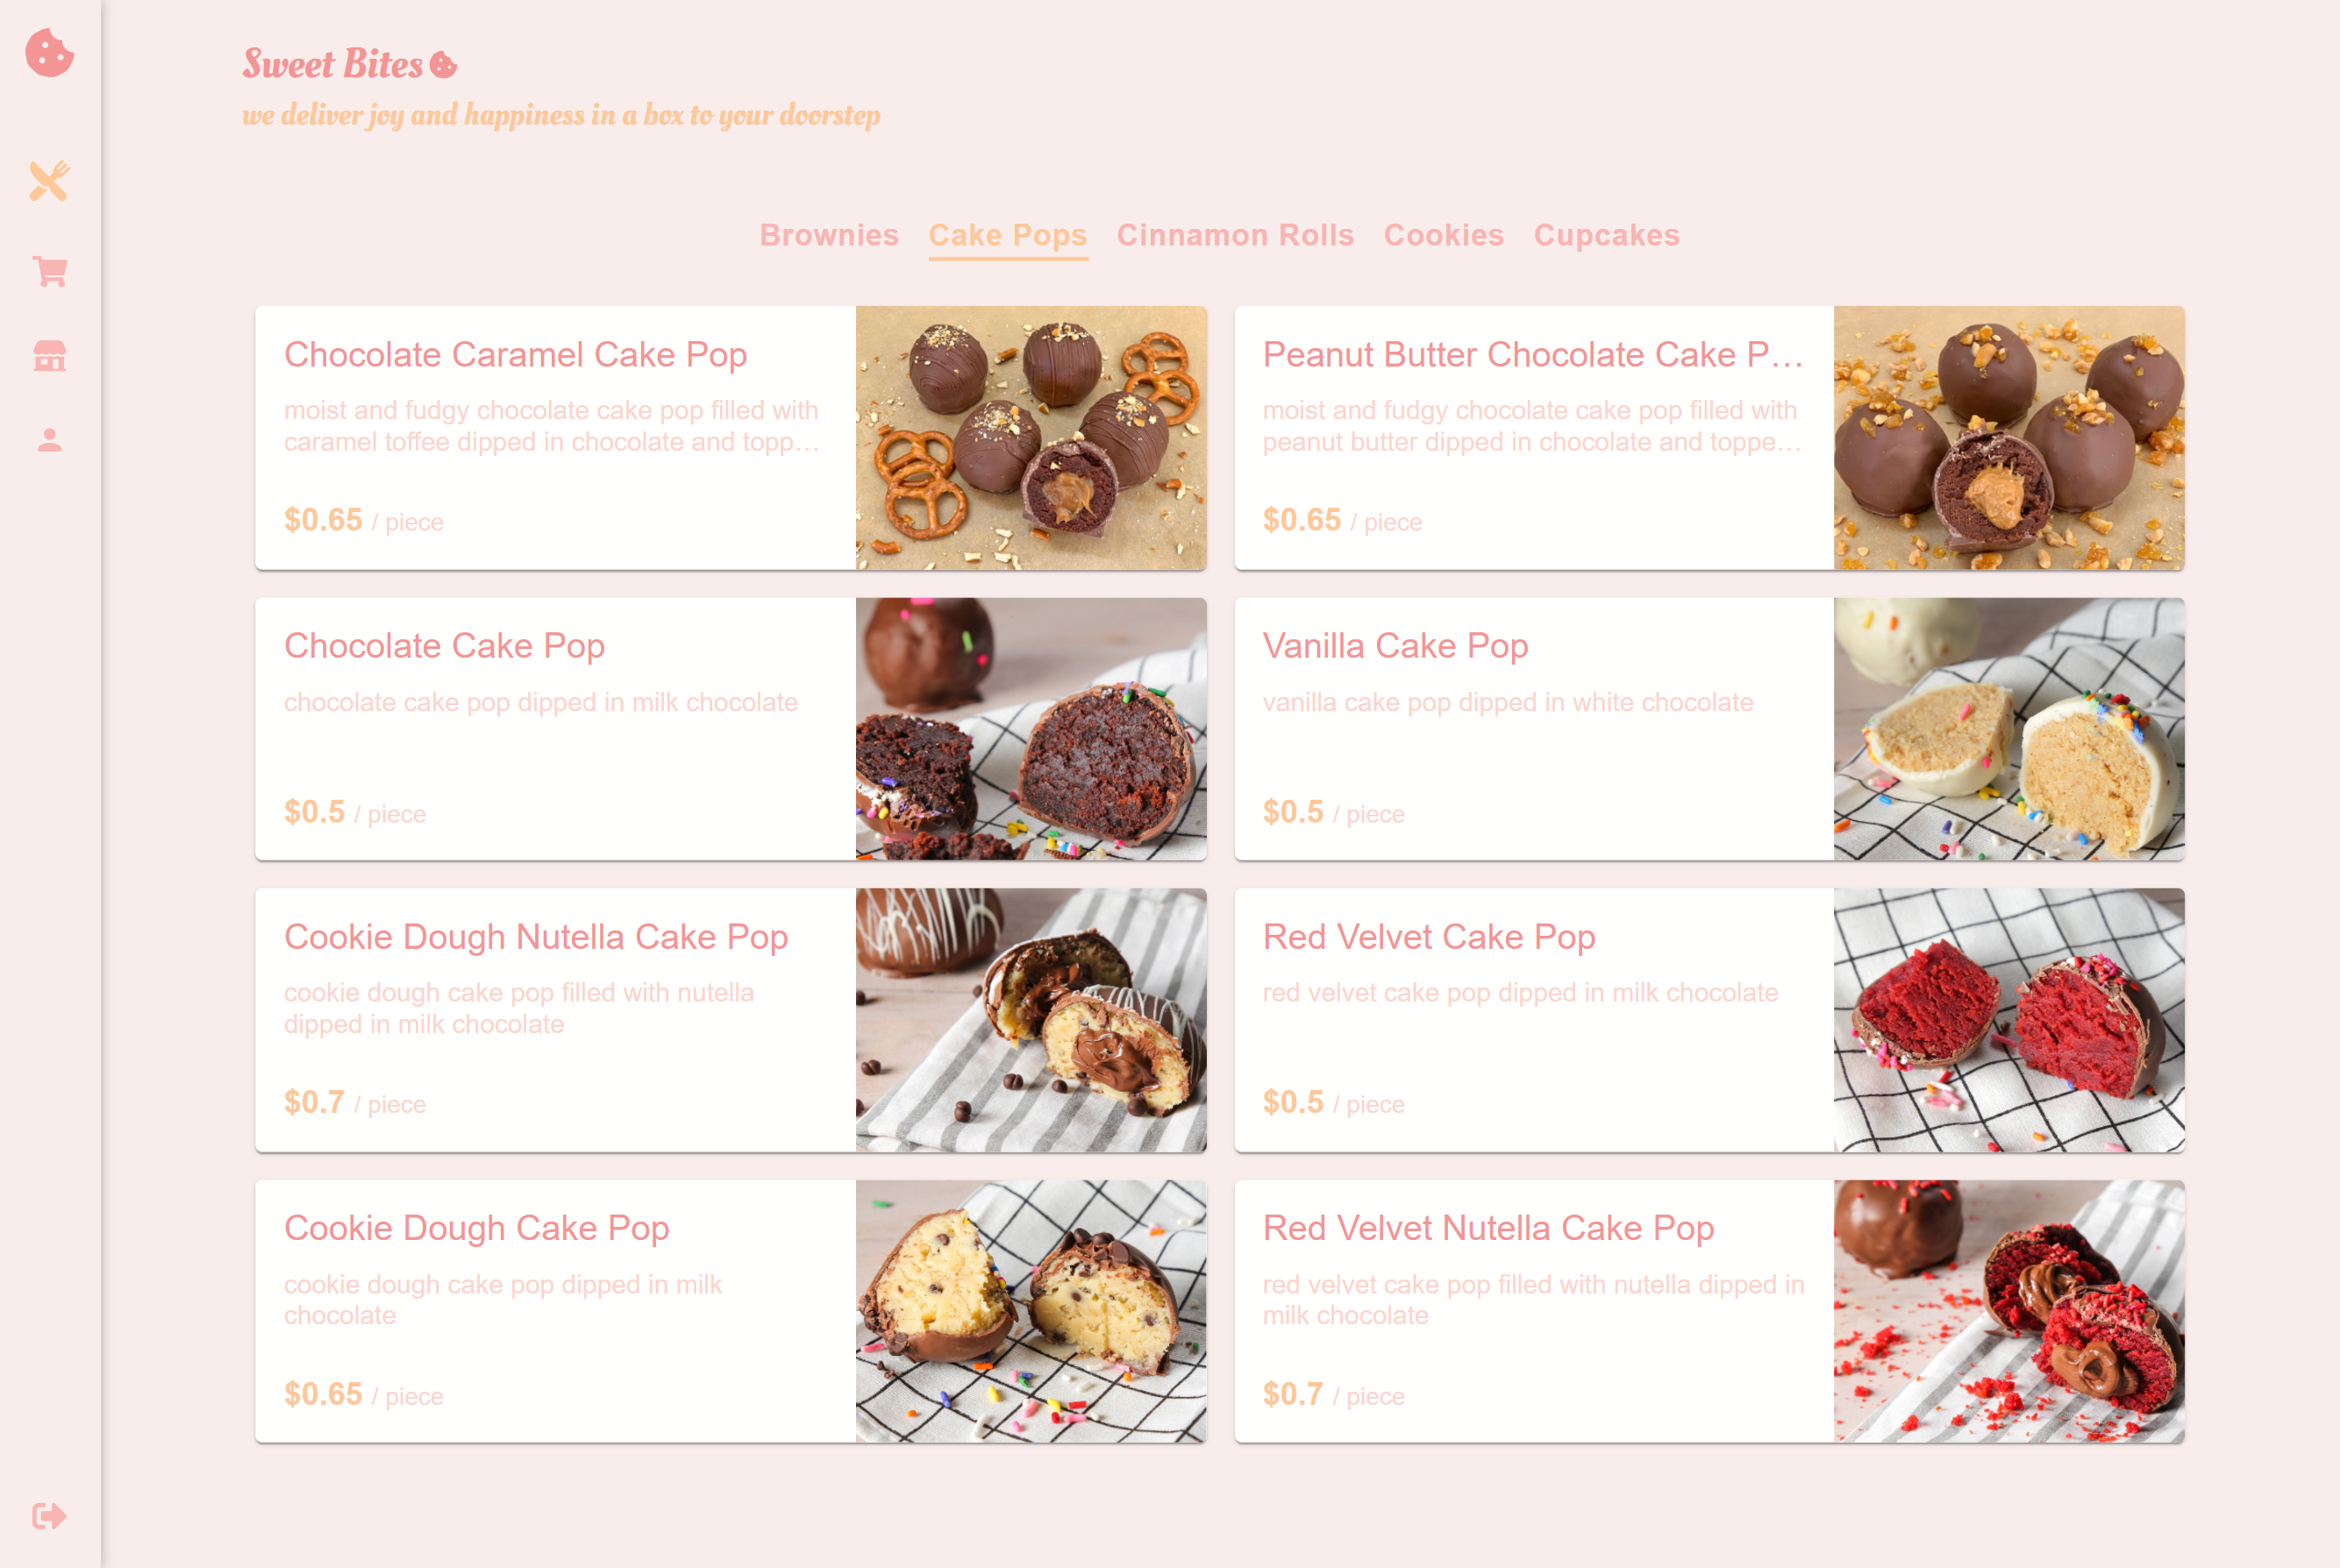 Sweet Bites
we deliver joy and happiness in a box to your doorstep
Brownies Cake Pops Cinnamon Rolls Cookies Cupcakes
Chocolate Caramel Cake Pop
moist and fudgy chocolate cake pop filled with
caramel toffee dipped in chocolate and topp…
$0.65 / piece
Peanut Butter Chocolate Cake P…
moist and fudgy chocolate cake pop filled with
peanut butter dipped in chocolate and toppe…
$0.65 / piece
Chocolate Cake Pop
chocolate cake pop dipped in milk chocolate
$0.5 / piece
Vanilla Cake Pop
vanilla cake pop dipped in white chocolate
$0.5 / piece
Cookie Dough Nutella Cake Pop
cookie dough cake pop filled with nutella
dipped in milk chocolate
$0.7 / piece
Red Velvet Cake Pop
red velvet cake pop dipped in milk chocolate
$0.5 / piece
Cookie Dough Cake Pop
cookie dough cake pop dipped in milk
chocolate
$0.65 / piece
Red Velvet Nutella Cake Pop
red velvet cake pop filled with nutella dipped in
milk chocolate
$0.7 / piece